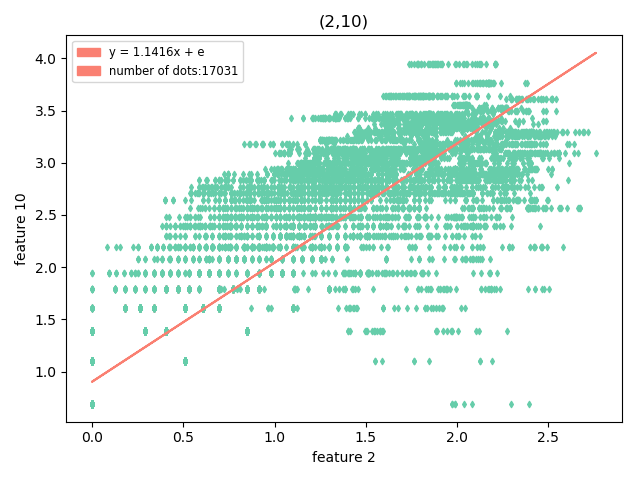 (2,10)
y = 1.1416x + e
number of dots:17031
4.0
3.5
3.0
2.5
2.0
1.5
1.0
feature 10
0.0 0.5 1.0 1.5 2.0 2.5
feature 2